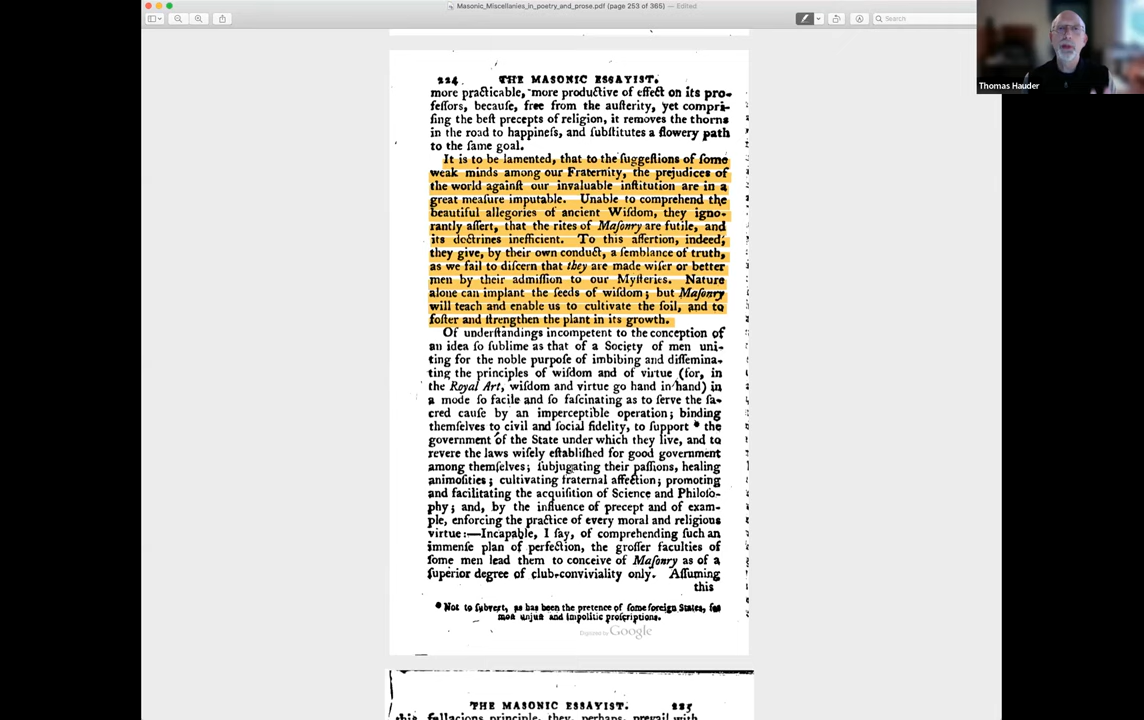 Masonic_Miscellanies_in_poetry_and_prose.pdf (page 253 of 365) — Edited
Search
Thomas Hauder
224 THE MASONIC ESSAYIST.
more practicable, more productive of effect on its pro-
feſſors, becauſe, free from the auſterity, yet compri-
ſing the beſt precepts of religion, it removes the thorns
in the road to happineſs, and ſubſtitutes a flowery path
to the ſame goal.
It is to be lamented, that to the ſuggeſtions of ſome
weak minds among our Fraternity, the prejudices of
the world againſt our invaluable inſtitution are in a
great meaſure imputable. Unable to comprehend the
beautiful allegories of ancient Wiſdom, they igno-
rantly aſſert, that the rites of Maſonry are futile, and
its doctrines inefficient. To this aſſertion, indeed,
they give, by their own conduct, a ſemblance of truth,
as we fail to diſcern that they are made wiſer or better
men by their admiſſion to our Myſteries. Nature
alone can implant the ſeeds of wiſdom; but Maſonry
will teach and enable us to cultivate the ſoil, and to
foſter and ſtrengthen the plant in its growth.
Of underſtandings incompetent to the conception of
an idea ſo ſublime as that of a Society of men uni-
ting for the noble purpoſe of imbibing and diſſemina-
ting the principles of wiſdom and of virtue (for, in
the Royal Art, wiſdom and virtue go hand in hand) in
a mode ſo facile and ſo faſcinating as to ſerve the ſa-
cred cauſe by an imperceptible operation; binding
themſelves to civil and ſocial fidelity, to ſupport * the
government of the State under which they live, and to
revere the laws wiſely eſtabliſhed for good government
among themſelves; ſubjugating their paſſions, healing
animoſities; cultivating fraternal affection; promoting
and facilitating the acquiſition of Science and Philoſo-
phy; and, by the influence of precept and of exam-
ple, enforcing the practice of every moral and religious
virtue:—Incapable, I ſay, of comprehending ſuch an
immenſe plan of perfection, the groſſer faculties of
ſome men lead them to conceive of Maſonry as of a
ſuperior degree of club-conviviality only. Aſſuming
this
* Not to ſubvert, as has been the pretence of ſome foreign States, for
moſt unjuſt and impolitic proſcriptions.
Digitized by Google
THE MASONIC ESSAYIST. 225
this fallacious principle, they, perhaps, prevail with